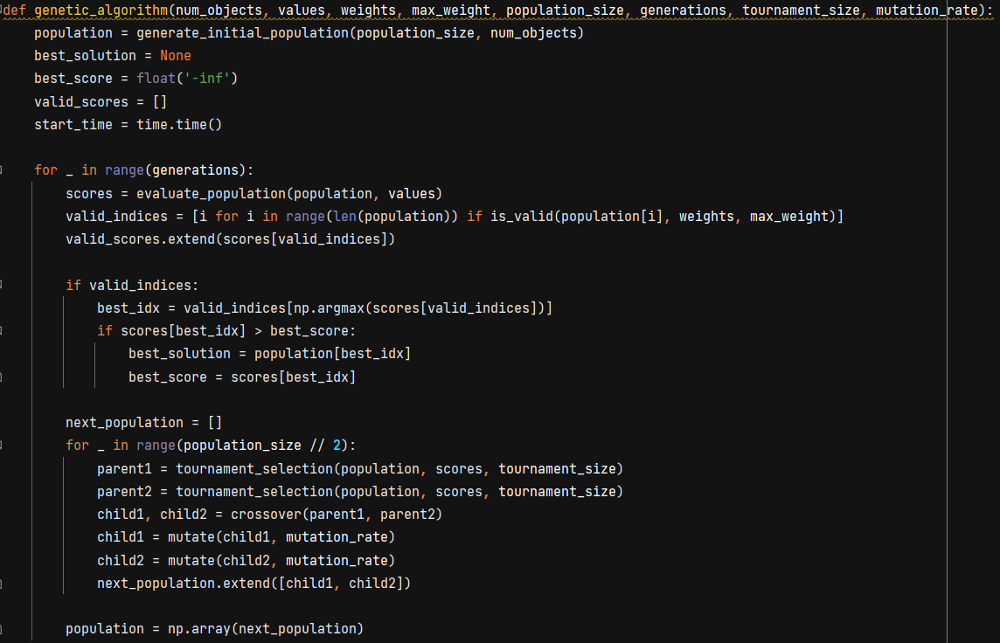 def genetic_algorithm(num_objects, values, weights, max_weight, population_size, generations, tournament_size, mutation_rate):
    population = generate_initial_population(population_size, num_objects)
    best_solution = None
    best_score = float('-inf')
    valid_scores = []
    start_time = time.time()

    for _ in range(generations):
        scores = evaluate_population(population, values)
        valid_indices = [i for i in range(len(population)) if is_valid(population[i], weights, max_weight)]
        valid_scores.extend(scores[valid_indices])

        if valid_indices:
            best_idx = valid_indices[np.argmax(scores[valid_indices])]
            if scores[best_idx] > best_score:
                best_solution = population[best_idx]
                best_score = scores[best_idx]

        next_population = []
        for _ in range(population_size // 2):
            parent1 = tournament_selection(population, scores, tournament_size)
            parent2 = tournament_selection(population, scores, tournament_size)
            child1, child2 = crossover(parent1, parent2)
            child1 = mutate(child1, mutation_rate)
            child2 = mutate(child2, mutation_rate)
            next_population.extend([child1, child2])

        population = np.array(next_population)